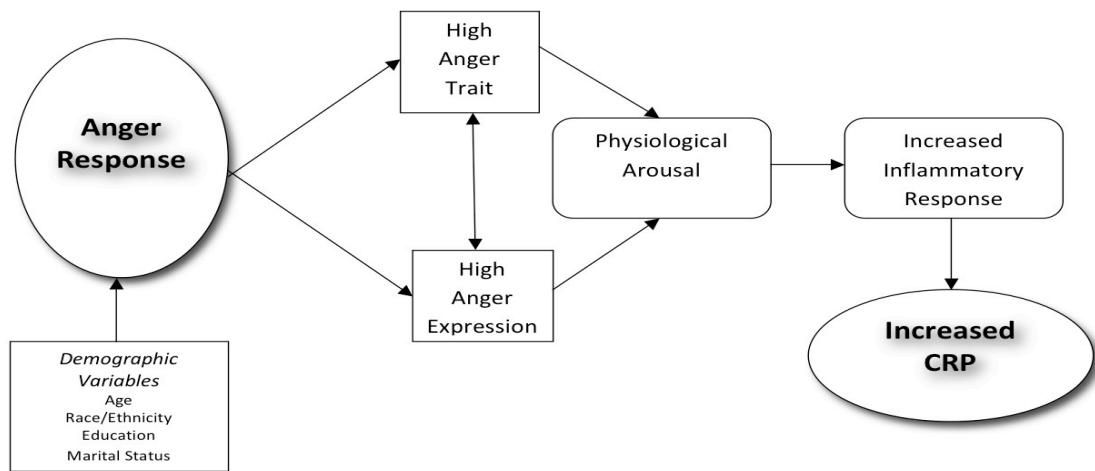 Anger
Response
High
Anger
Trait
High
Anger
Expression
Physiological
Arousal
Increased
Inflammatory
Response
Increased
CRP
Demographic
Variables
Age
Race/Ethnicity
Education
Marital Status